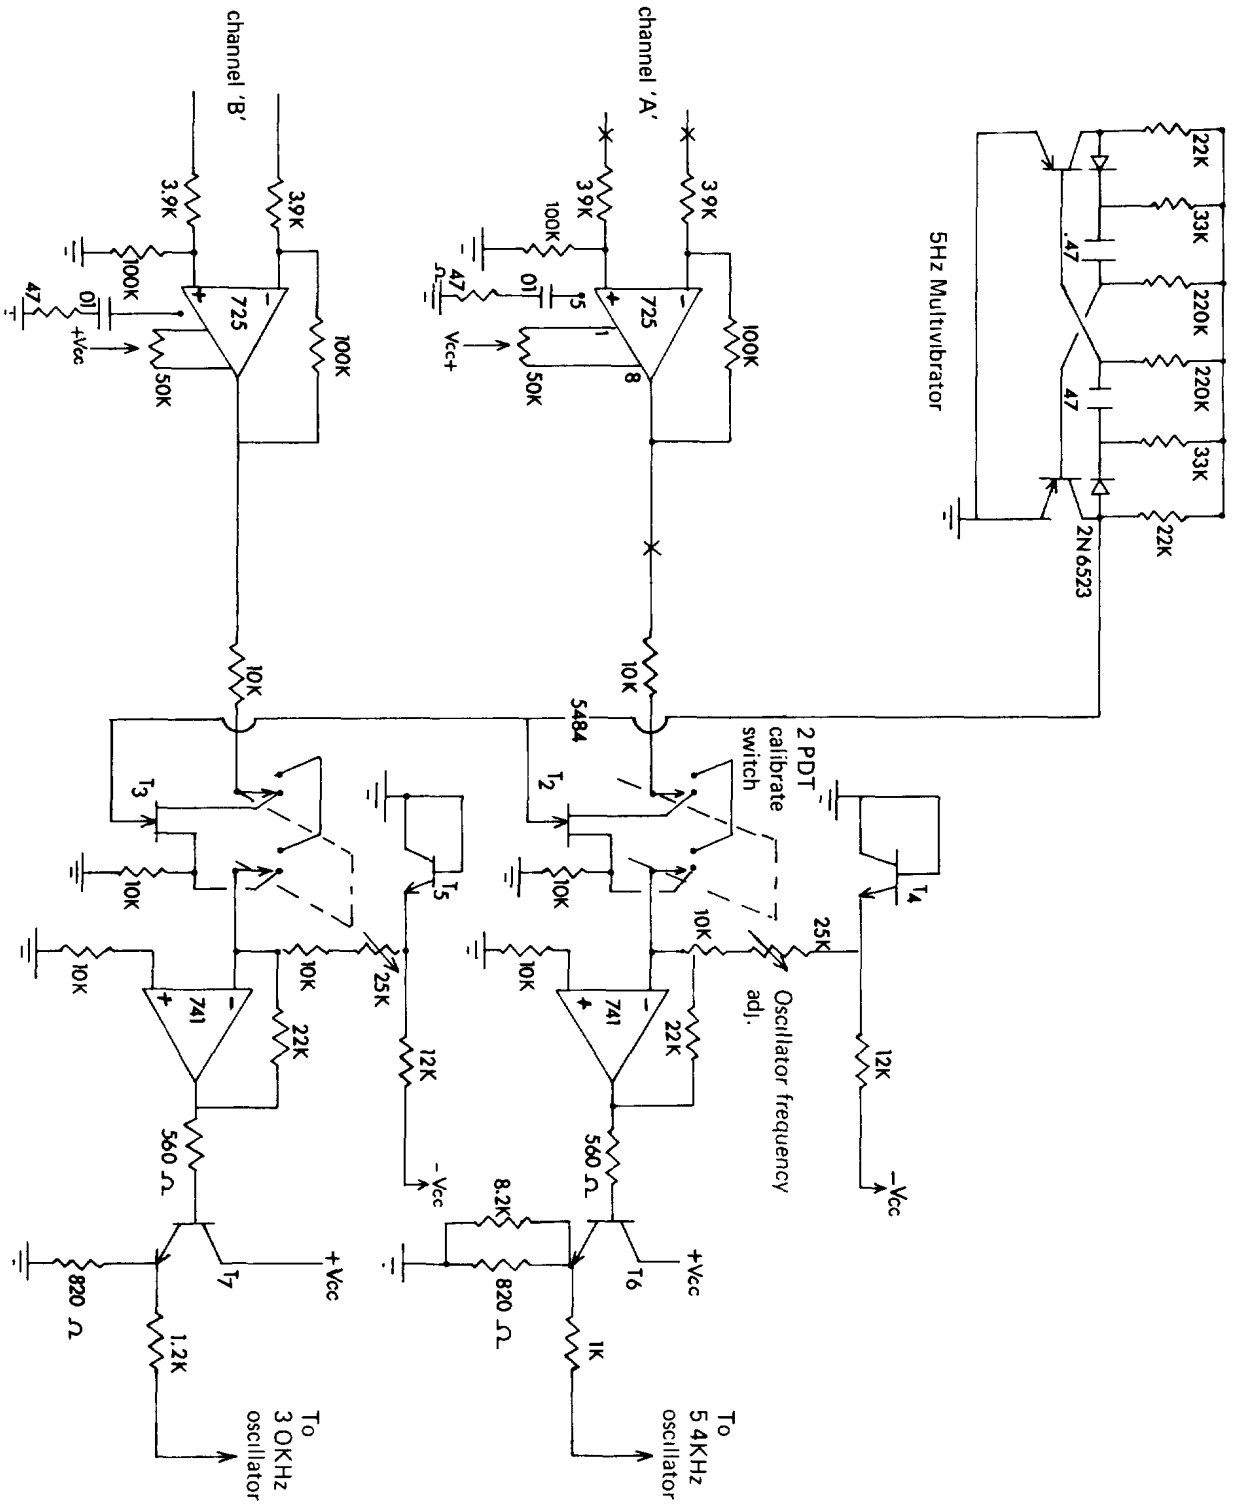 22K
33K
220K
220K
33K
22K
.47
47
2N6523
5Hz Multivibrator
T4
12K
-Vcc
25K
2 PDT
calibrate
switch
Oscillator frequency
adj.
channel 'A'
39K
39K
100K
100K
-
+
725
01
5
47
Ω
1
8
50K
Vcc+
10K
5484
T2
10K
10K
10K
-
+
741
22K
560 Ω
+Vcc
T6
8.2K
820 Ω
1K
To
5 4KHz
oscillator
T5
25K
12K
-Vcc
channel 'B'
3.9K
3.9K
100K
100K
-
+
725
01
47
50K
+Vcc
10K
T3
10K
10K
10K
-
+
741
22K
560 Ω
+Vcc
T7
820 Ω
1.2K
To
3 0KHz
oscillator